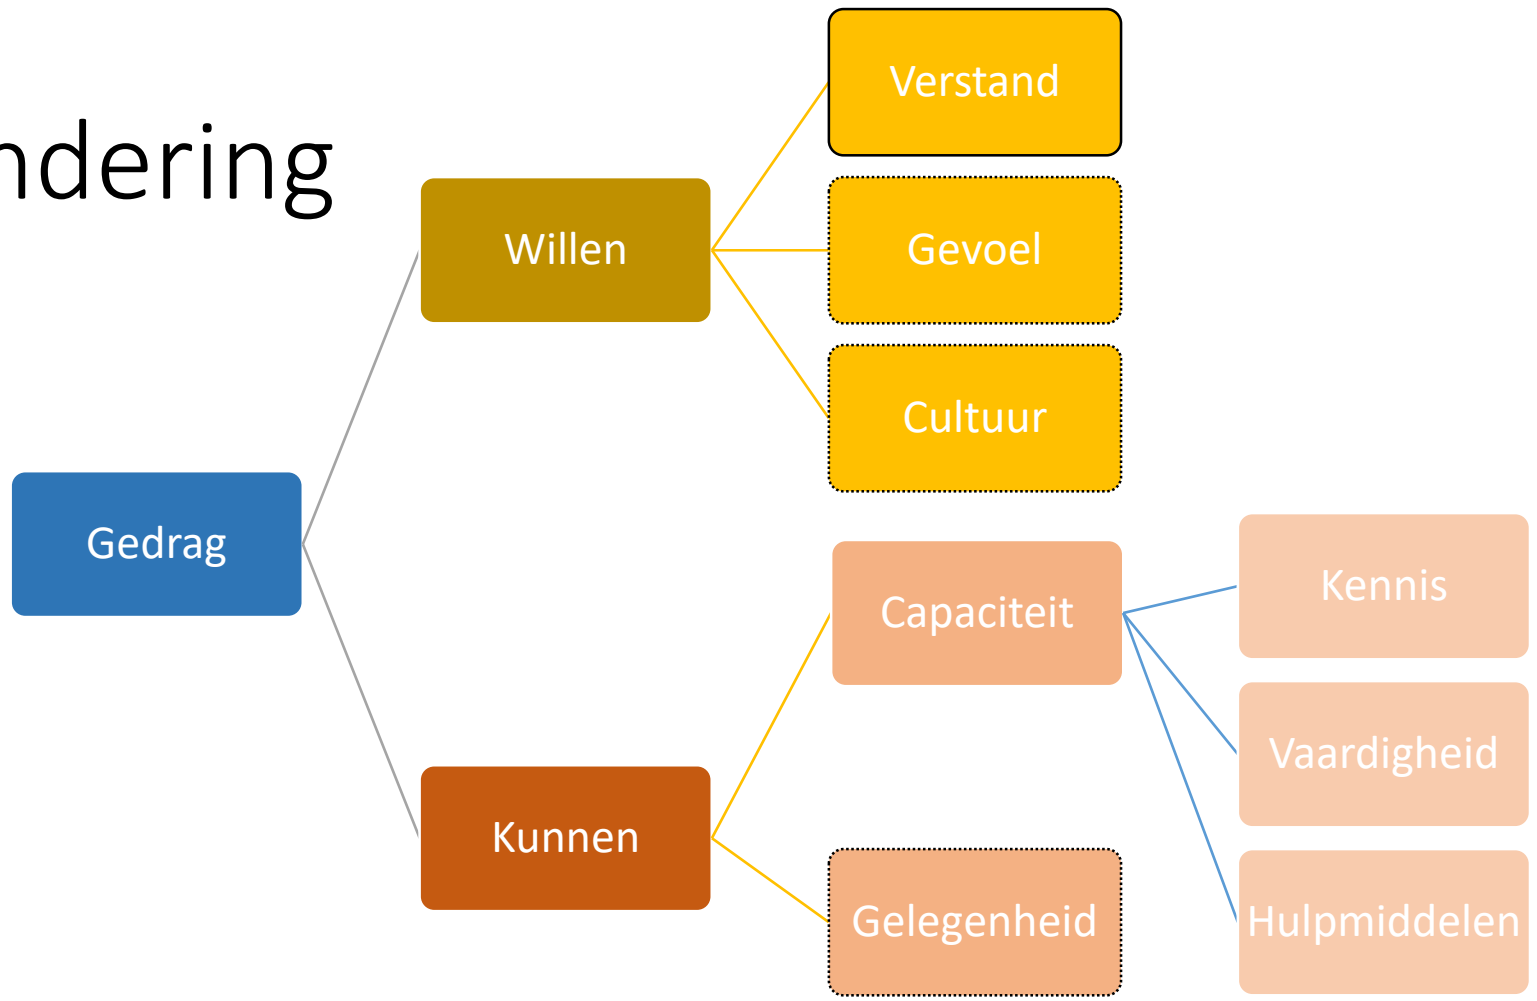 ndering
Gedrag
Willen
Verstand
Gevoel
Cultuur
Kunnen
Capaciteit
Kennis
Vaardigheid
Hulpmiddelen
Gelegenheid